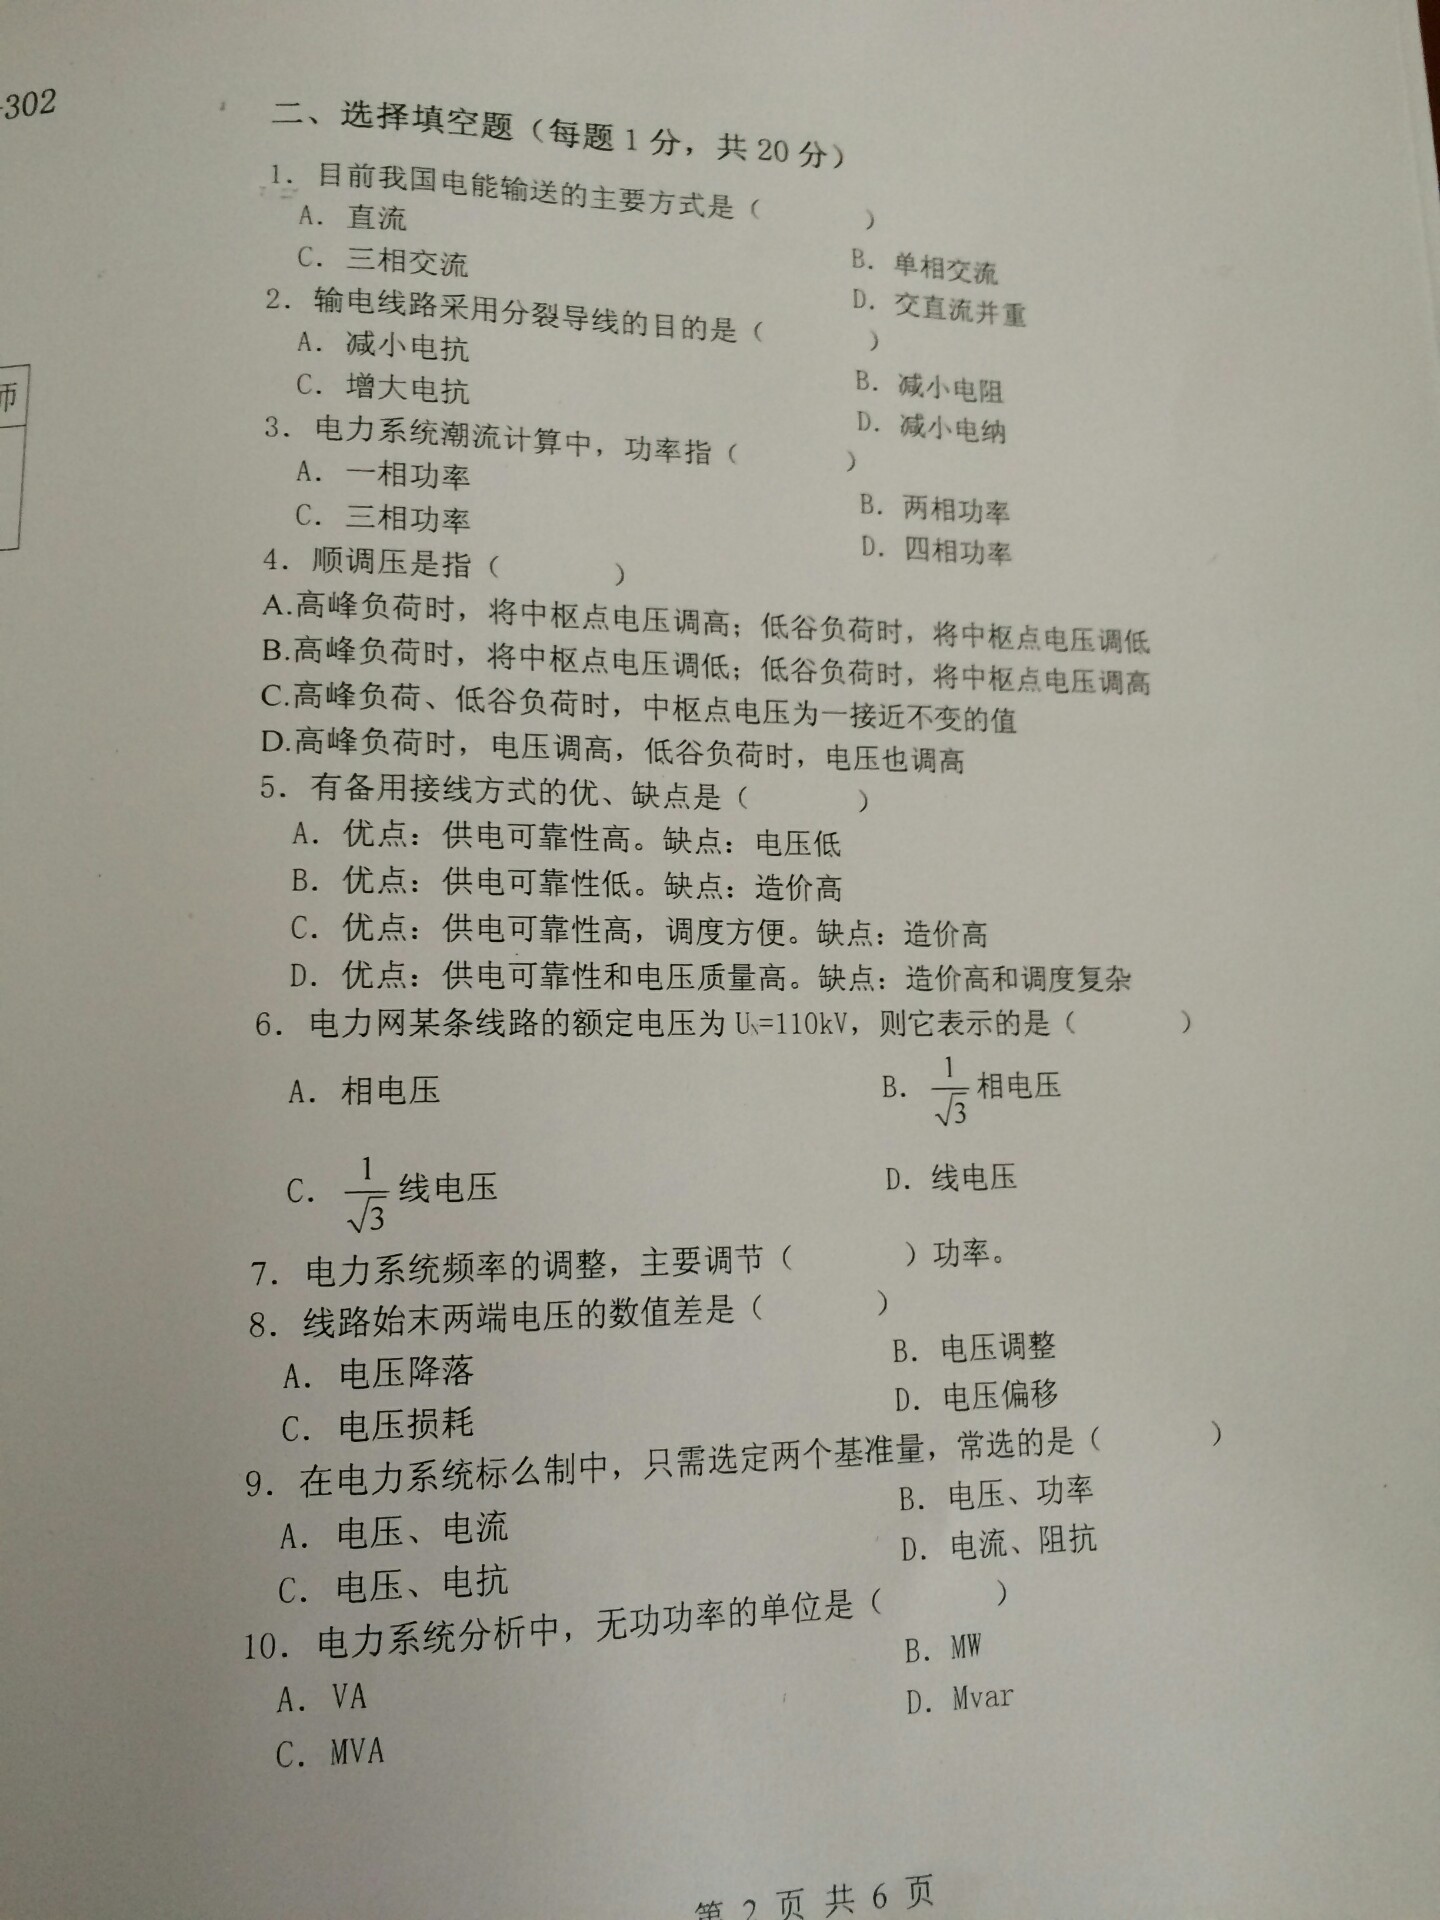 -302
师
二、选择填空题（每题1分，共20分）
1. 目前我国电能输送的主要方式是（ ）
A. 直流
B. 单相交流
C. 三相交流
D. 交直流并重
2. 输电线路采用分裂导线的目的是（ ）
A. 减小电抗
B. 减小电阻
C. 增大电抗
D. 减小电纳
3. 电力系统潮流计算中，功率指（ ）
A. 一相功率
B. 两相功率
C. 三相功率
D. 四相功率
4. 顺调压是指（ ）
A.高峰负荷时，将中枢点电压调高；低谷负荷时，将中枢点电压调低
B.高峰负荷时，将中枢点电压调低；低谷负荷时，将中枢点电压调高
C.高峰负荷、低谷负荷时，中枢点电压为一接近不变的值
D.高峰负荷时，电压调高，低谷负荷时，电压也调高
5. 有备用接线方式的优、缺点是（ ）
A. 优点：供电可靠性高。缺点：电压低
B. 优点：供电可靠性低。缺点：造价高
C. 优点：供电可靠性高，调度方便。缺点：造价高
D. 优点：供电可靠性和电压质量高。缺点：造价高和调度复杂
6. 电力网某条线路的额定电压为 U_N=110kV，则它表示的是（ ）
A. 相电压
B. 1/√3 相电压
C. 1/√3 线电压
D. 线电压
7. 电力系统频率的调整，主要调节（ ）功率。
8. 线路始末两端电压的数值差是（ ）
A. 电压降落
B. 电压调整
C. 电压损耗
D. 电压偏移
9. 在电力系统标么制中，只需选定两个基准量，常选的是（ ）
A. 电压、电流
B. 电压、功率
C. 电压、电抗
D. 电流、阻抗
10. 电力系统分析中，无功功率的单位是（ ）
A. VA
B. MW
C. MVA
D. Mvar
第 2 页 共 6 页